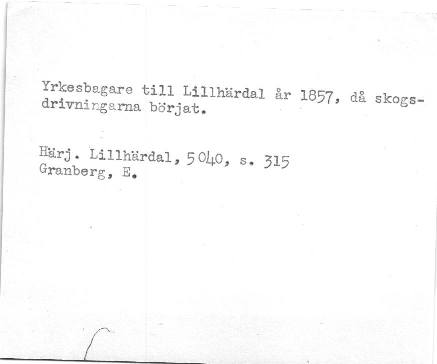 Yrkesbagare till Lillhärdal år 1857, då skogs-
drivningarna börjat.
Härj. Lillhärdal, 5040, s. 315
Granberg, E.